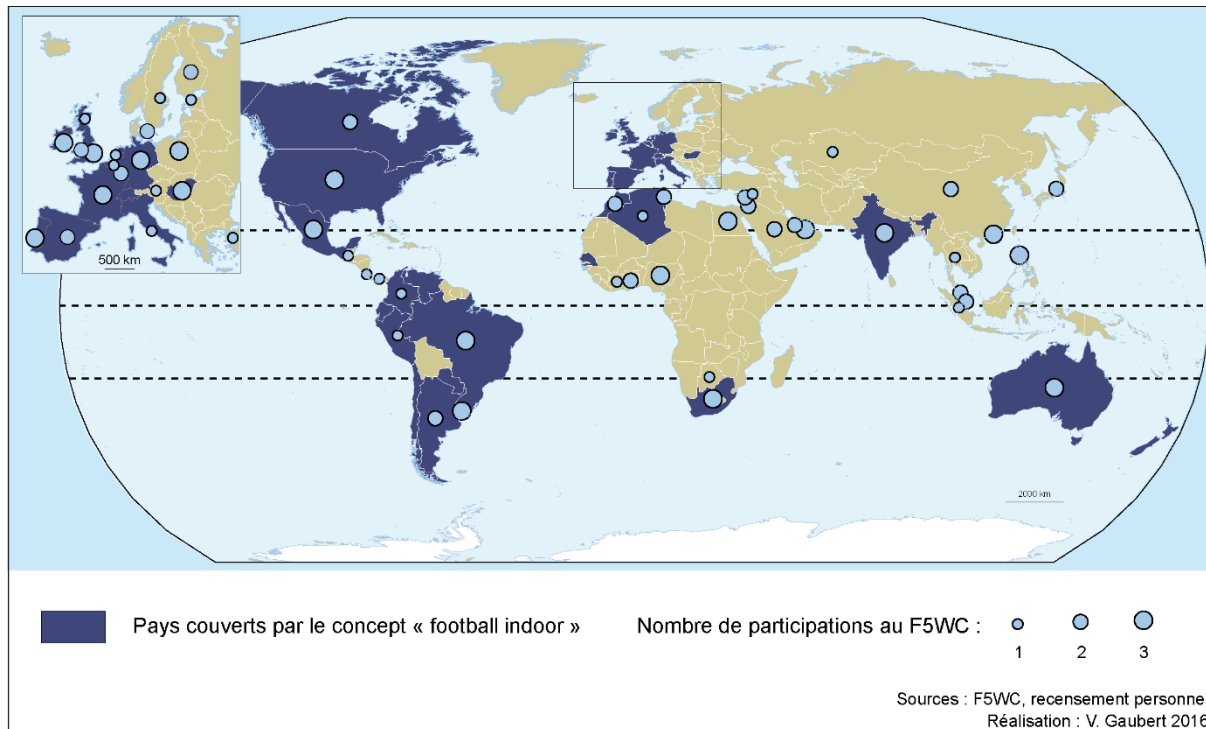 500 km
2000 km
Pays couverts par le concept « football indoor »
Nombre de participations au F5WC :
1
2
3
Sources : F5WC, recensement personne
Réalisation : V. Gaubert 2016